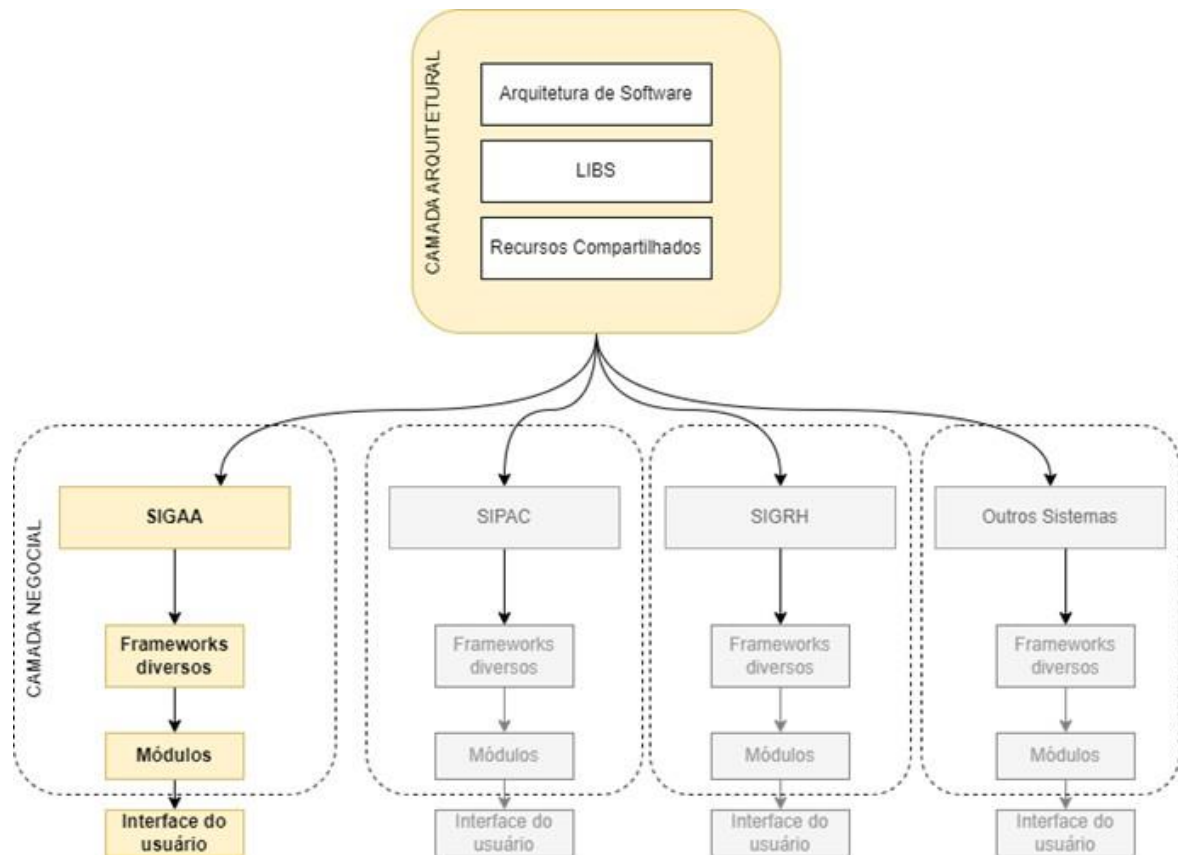 CAMADA ARQUITETURAL
Arquitetura de Software
LIBS
Recursos Compartilhados
CAMADA NEGOCIAL
SIGAA
Frameworks
diversos
Módulos
Interface do
usuário
SIPAC
Frameworks
diversos
Módulos
Interface do
usuário
SIGRH
Frameworks
diversos
Módulos
Interface do
usuário
Outros Sistemas
Frameworks
diversos
Módulos
Interface do
usuário